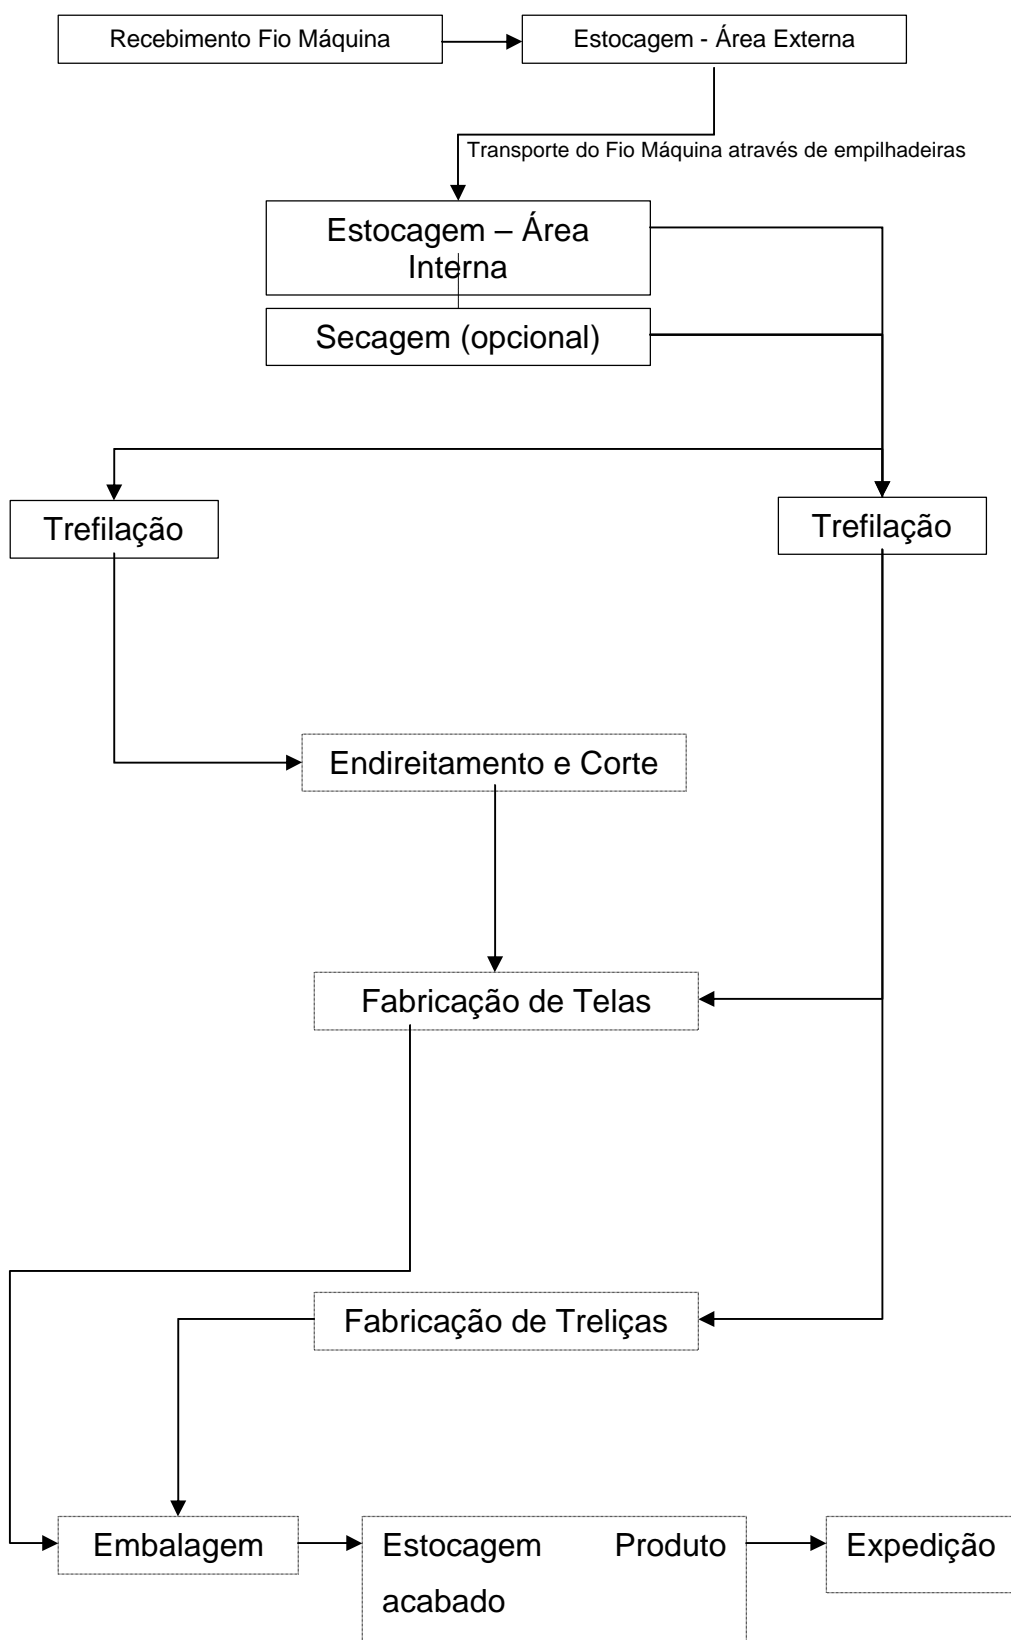 Recebimento Fio Máquina
Estocagem - Área Externa
Transporte do Fio Máquina através de empilhadeiras
Estocagem – Área
Interna
Secagem (opcional)
Trefilação
Trefilação
Endireitamento e Corte
Fabricação de Telas
Fabricação de Treliças
Embalagem
Estocagem Produto
acabado
Expedição